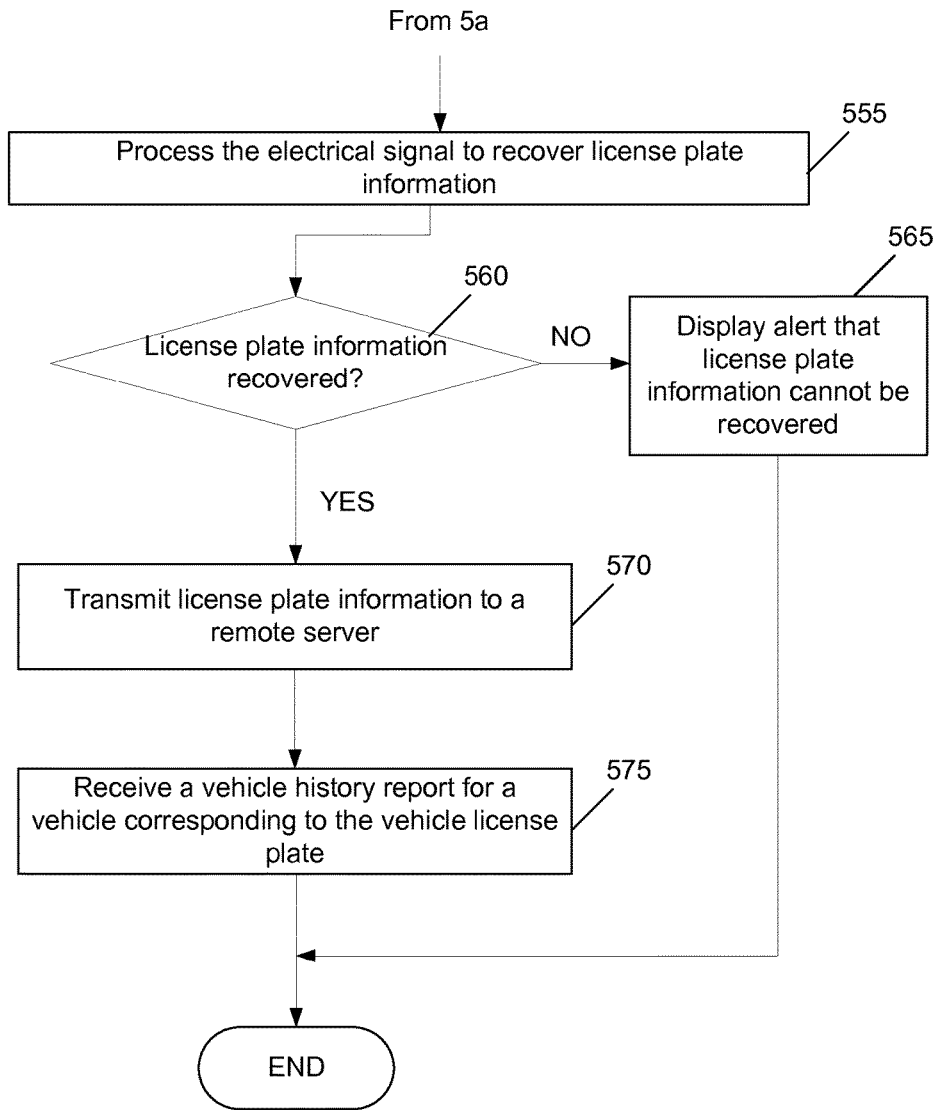 From 5a
555
Process the electrical signal to recover license plate
information
565
560
License plate information
recovered?
NO
Display alert that
license plate
information cannot be
recovered
YES
570
Transmit license plate information to a
remote server
575
Receive a vehicle history report for a
vehicle corresponding to the vehicle license
plate
END